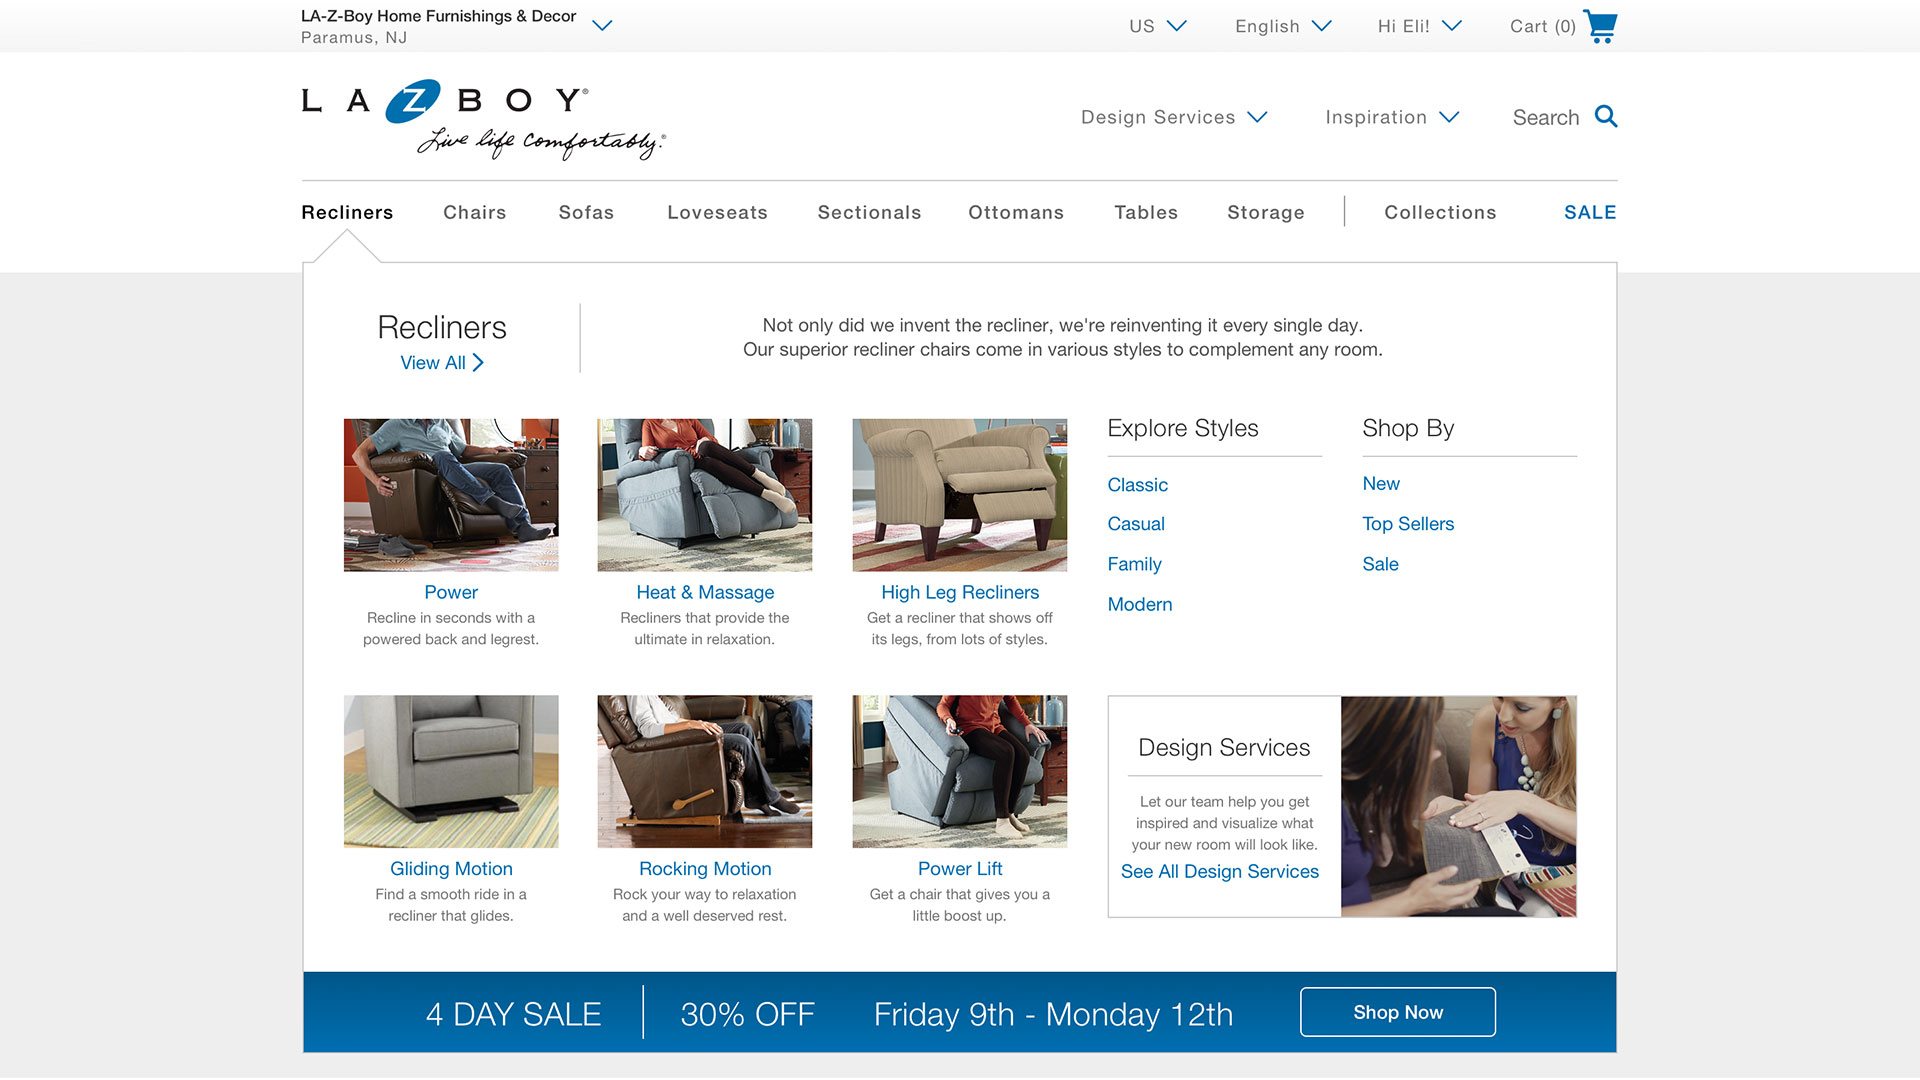 LA-Z-Boy Home Furnishings & Decor
Paramus, NJ
US
English
Hi Eli!
Cart (0)
LAZBOY®
Live life comfortably.®
Design Services
Inspiration
Search
Recliners
Chairs
Sofas
Loveseats
Sectionals
Ottomans
Tables
Storage
Collections
SALE
Recliners
View All
Not only did we invent the recliner, we're reinventing it every single day.
Our superior recliner chairs come in various styles to complement any room.
Power
Recline in seconds with a
powered back and legrest.
Heat & Massage
Recliners that provide the
ultimate in relaxation.
High Leg Recliners
Get a recliner that shows off
its legs, from lots of styles.
Explore Styles
Classic
Casual
Family
Modern
Shop By
New
Top Sellers
Sale
Gliding Motion
Find a smooth ride in a
recliner that glides.
Rocking Motion
Rock your way to relaxation
and a well deserved rest.
Power Lift
Get a chair that gives you a
little boost up.
Design Services
Let our team help you get
inspired and visualize what
your new room will look like.
See All Design Services
4 DAY SALE
30% OFF
Friday 9th - Monday 12th
Shop Now